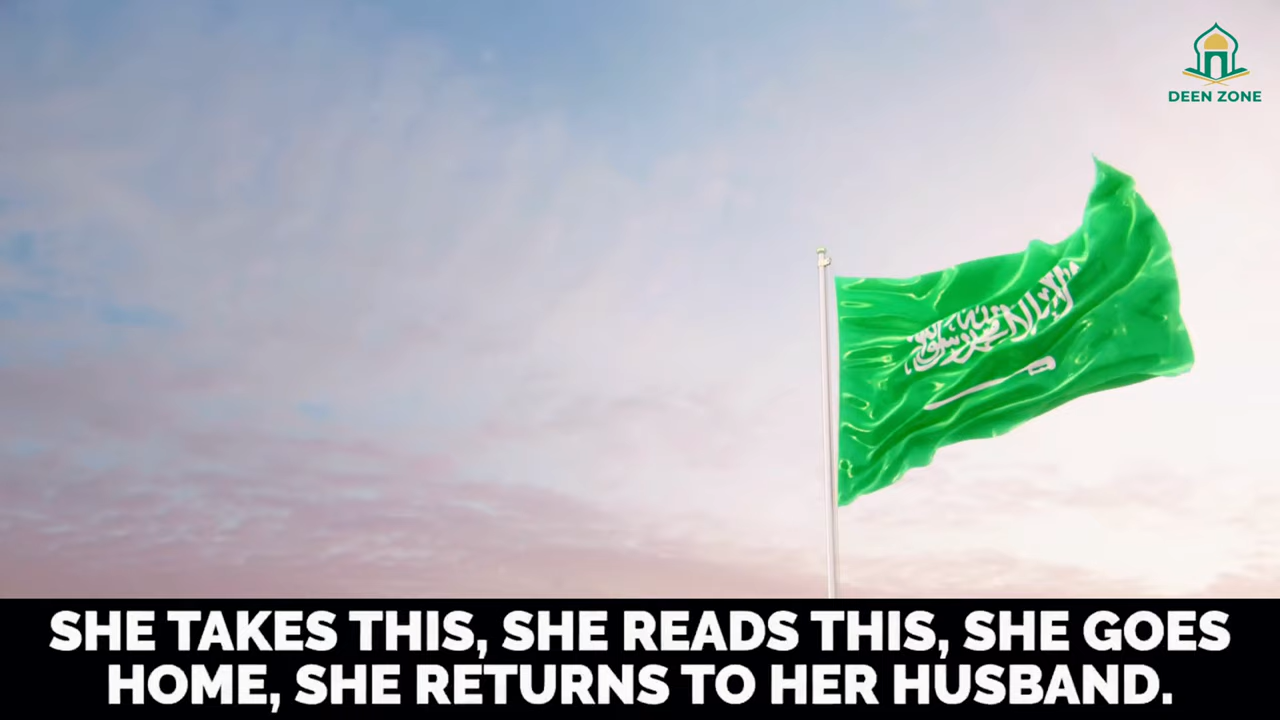 DEEN ZONE
لا إله إلا الله محمد رسول الله
SHE TAKES THIS, SHE READS THIS, SHE GOES
HOME, SHE RETURNS TO HER HUSBAND.